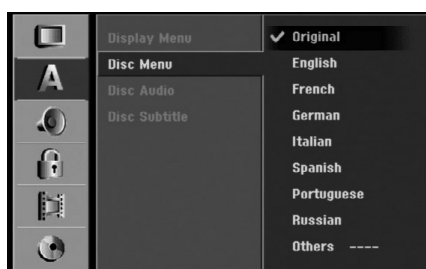 Display Menu
Disc Menu
Disc Audio
Disc Subtitle
Original
English
French
German
Italian
Spanish
Portuguese
Russian
Others ----
A